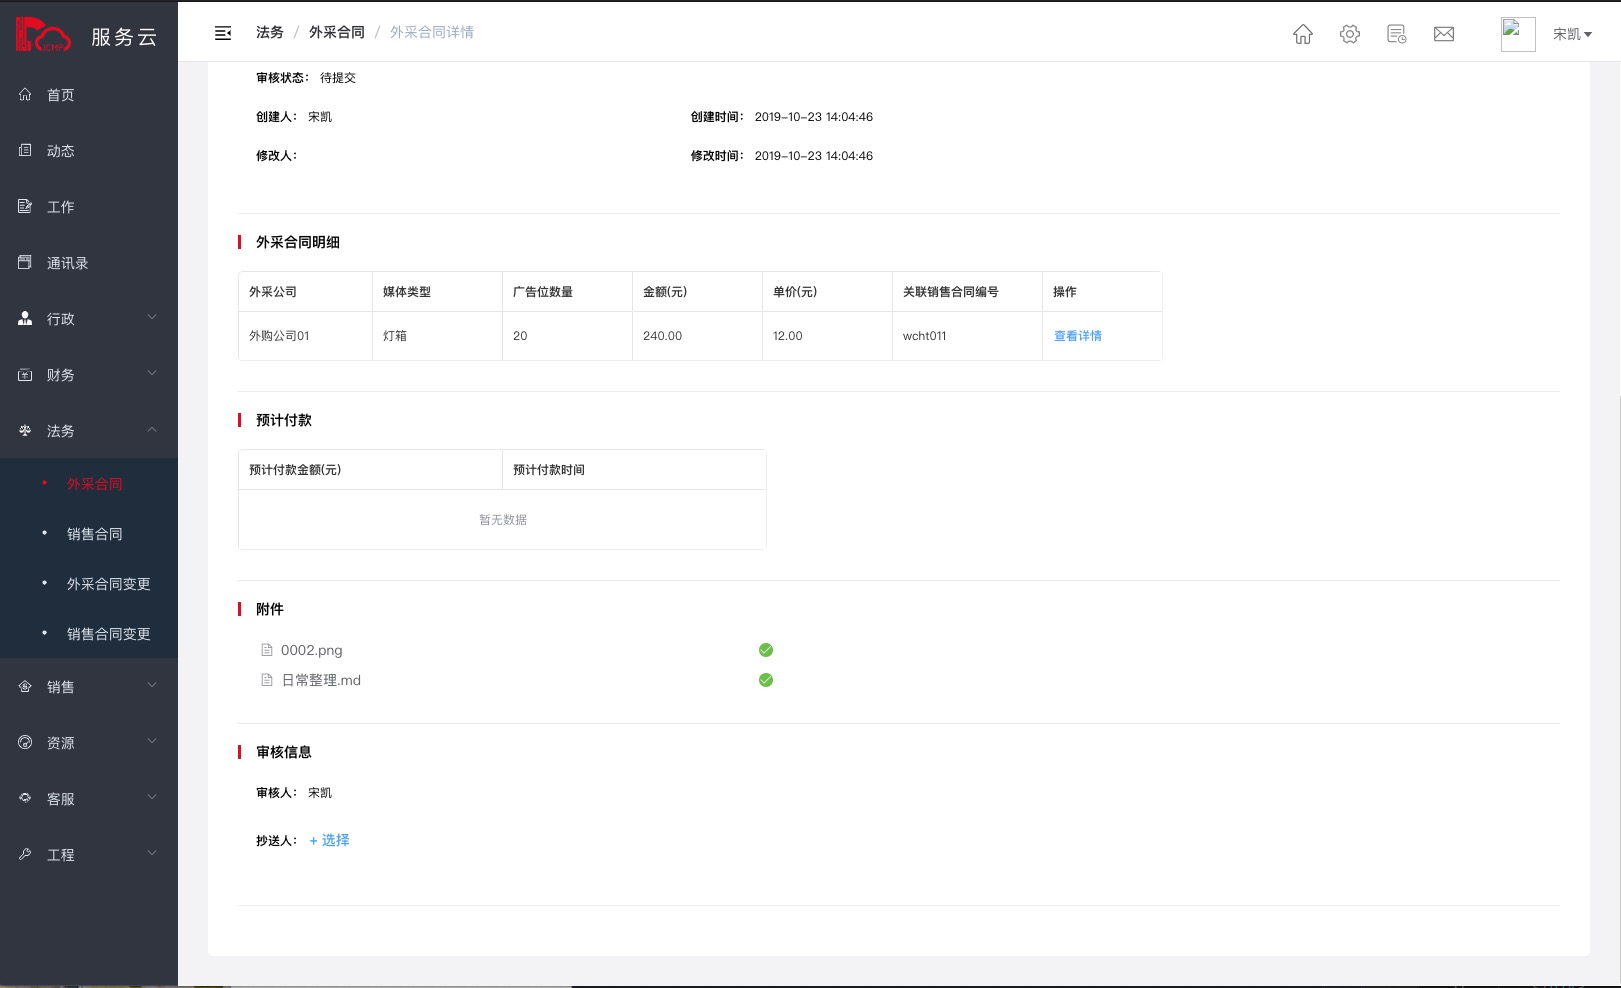 ICMP
服务云
首页
动态
工作
通讯录
行政
财务
法务
外采合同
销售合同
外采合同变更
销售合同变更
销售
资源
客服
工程
法务 / 外采合同 / 外采合同详情
宋凯
审核状态: 待提交
创建人: 宋凯
创建时间: 2019-10-23 14:04:46
修改人:
修改时间: 2019-10-23 14:04:46
外采合同明细
外采公司 媒体类型 广告位数量 金额(元) 单价(元) 关联销售合同编号 操作
外购公司01 灯箱 20 240.00 12.00 wcht011 查看详情
预计付款
预计付款金额(元) 预计付款时间
暂无数据
附件
0002.png
日常整理.md
审核信息
审核人: 宋凯
抄送人: + 选择